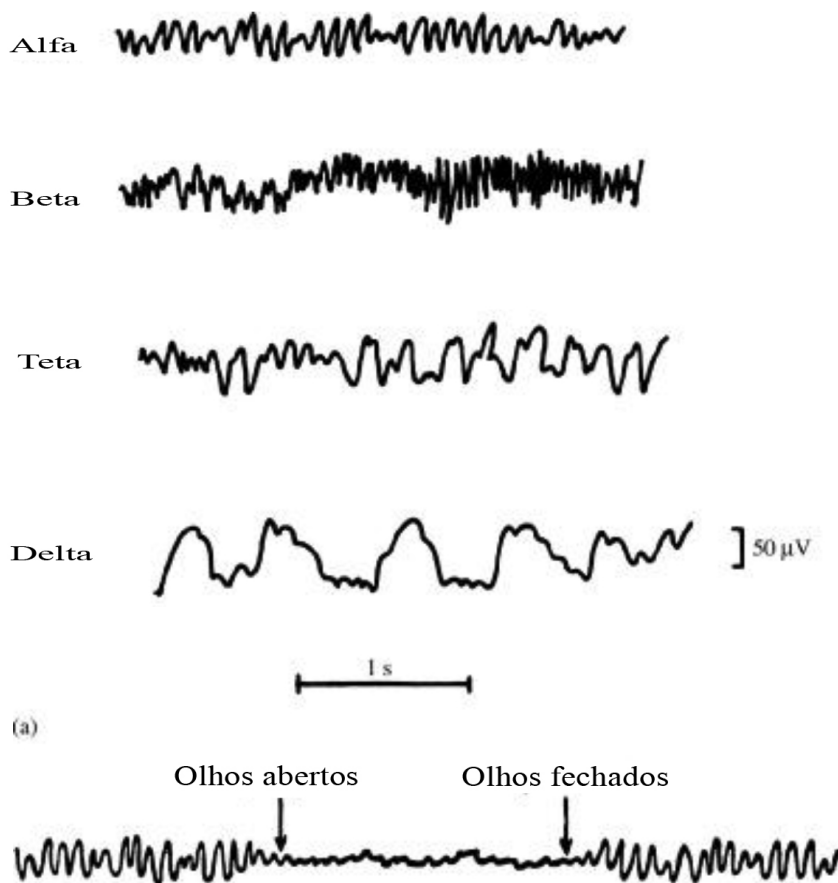 Alfa
Beta
Teta
Delta
50 µV
1 s
(a)
Olhos abertos
Olhos fechados